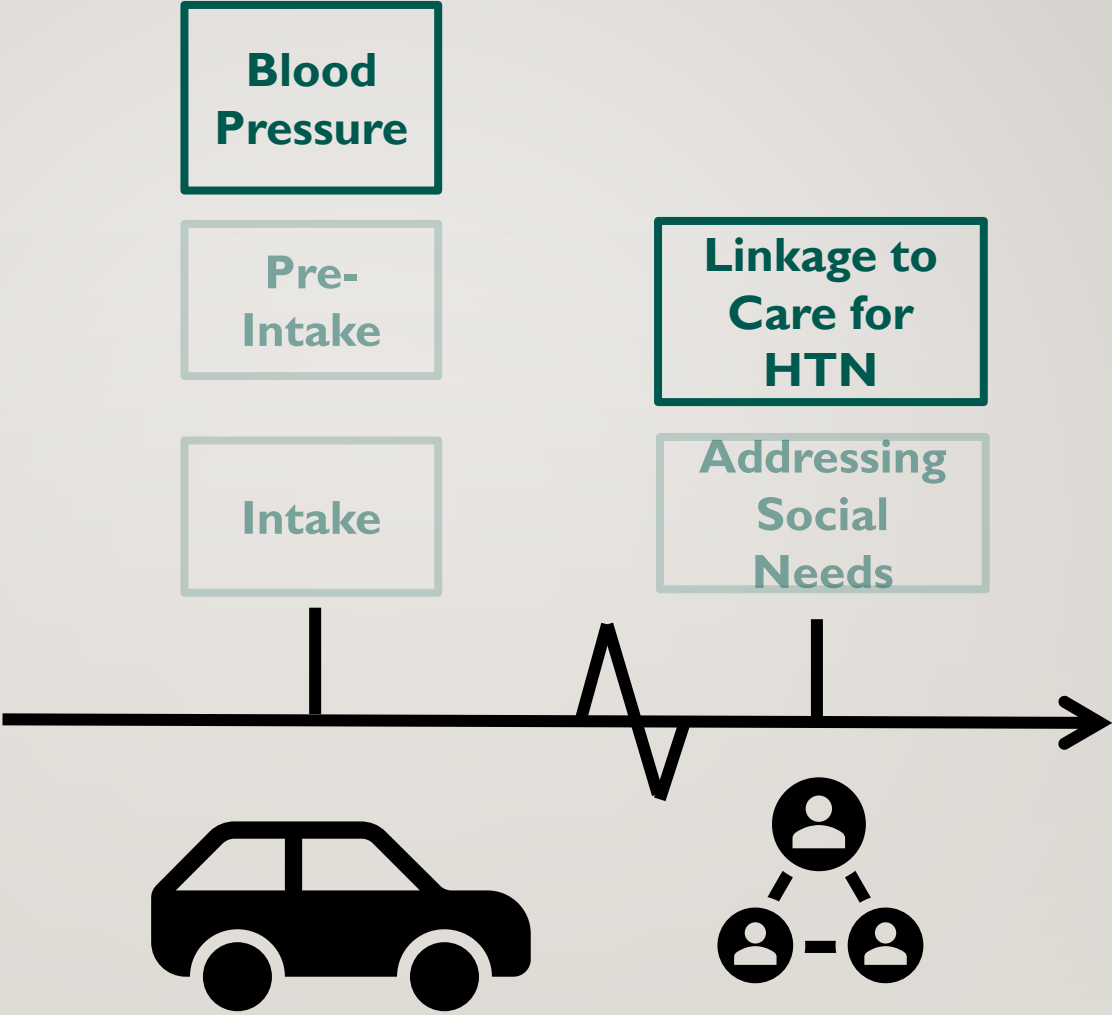 Blood
Pressure
Pre-
Intake
Intake
Linkage to
Care for
HTN
Addressing
Social
Needs